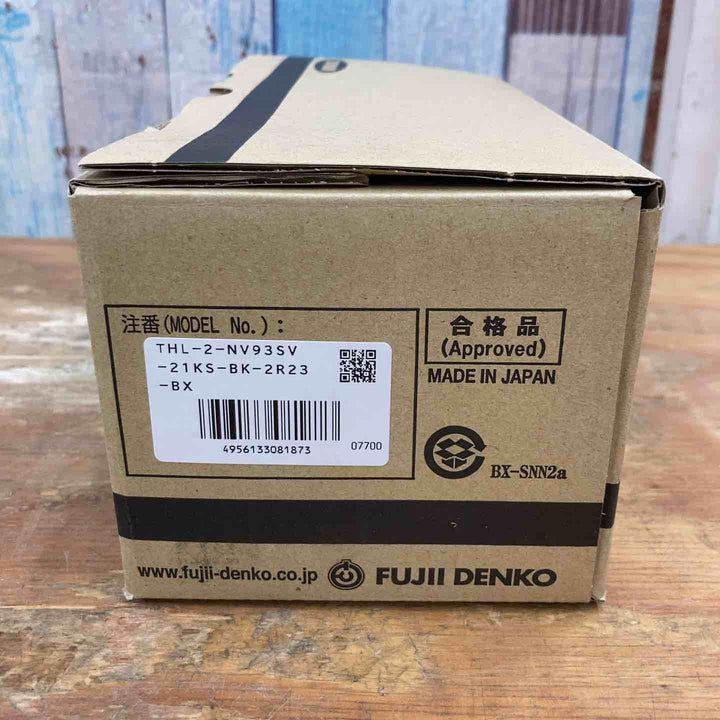 注番(MODEL No.):
THL-2-NV93SV
-21KS-BK-2R23
-BX
4956133081873
07700
合格品
(Approved)
MADE IN JAPAN
BX-SNN2a
www.fujii-denko.co.jp FUJII DENKO